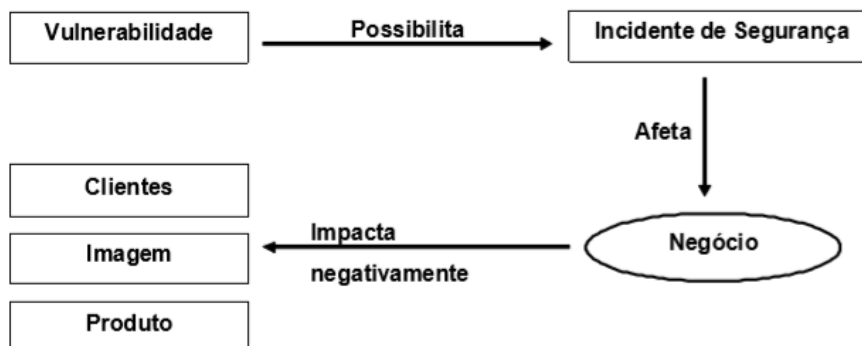 Vulnerabilidade
Possibilita
Incidente de Segurança
Afeta
Negócio
Impacta
negativamente
Clientes
Imagem
Produto